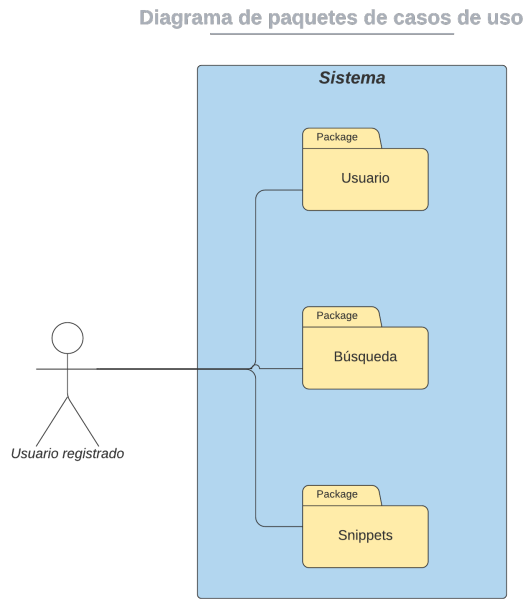 Diagrama de paquetes de casos de uso
Sistema
Package
Usuario
Package
Búsqueda
Usuario registrado
Package
Snippets